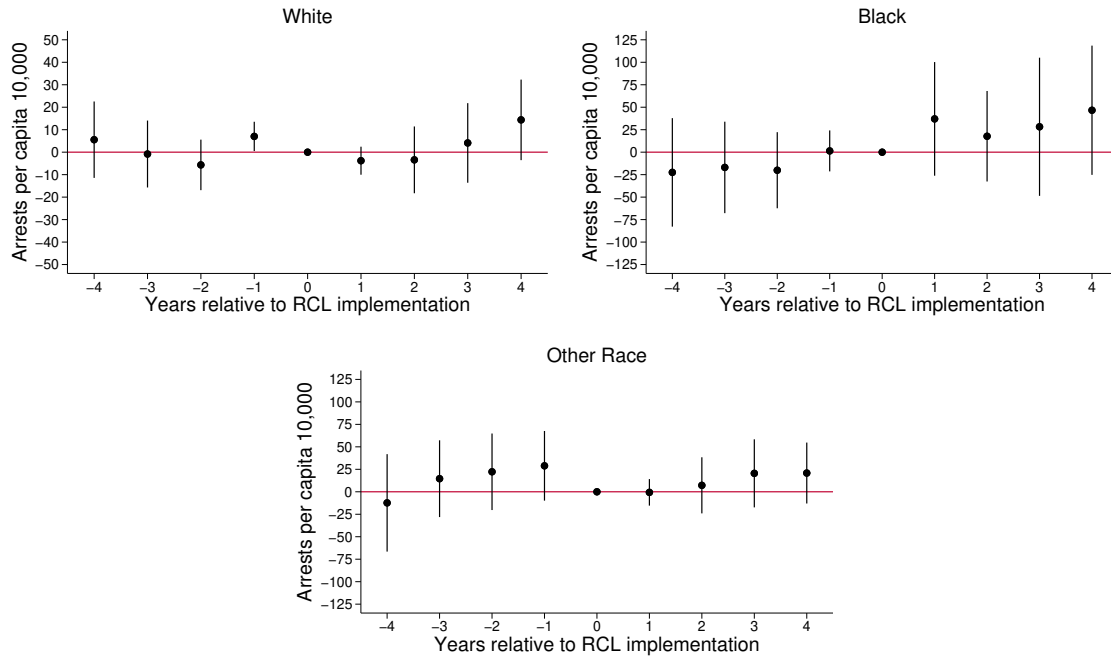 White
Arrests per capita 10,000
50
40
30
20
10
0
−10
−20
−30
−40
−50
−4 −3 −2 −1 0 1 2 3 4
Years relative to RCL implementation
Black
Arrests per capita 10,000
125
100
75
50
25
0
−25
−50
−75
−100
−125
−4 −3 −2 −1 0 1 2 3 4
Years relative to RCL implementation
Other Race
Arrests per capita 10,000
125
100
75
50
25
0
−25
−50
−75
−100
−125
−4 −3 −2 −1 0 1 2 3 4
Years relative to RCL implementation